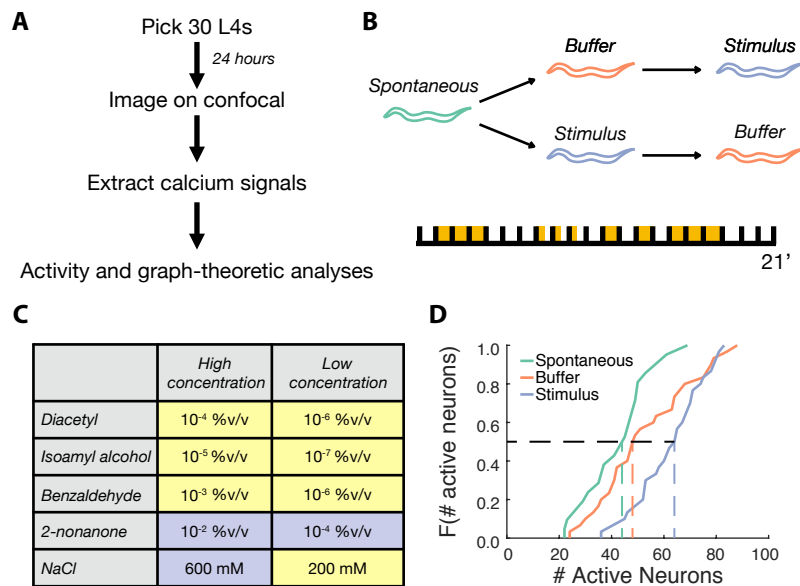 A
Pick 30 L4s
24 hours
Image on confocal
Extract calcium signals
Activity and graph-theoretic analyses
B
Spontaneous
Buffer
Stimulus
Stimulus
Buffer
21'
C
High concentration
Low concentration
Diacetyl
10⁻⁴ %v/v
10⁻⁶ %v/v
Isoamyl alcohol
10⁻⁵ %v/v
10⁻⁷ %v/v
Benzaldehyde
10⁻³ %v/v
10⁻⁶ %v/v
2-nonanone
10⁻² %v/v
10⁻⁴ %v/v
NaCl
600 mM
200 mM
D
F(# active neurons)
1.0
0.8
0.6
0.4
0.2
0.0
Spontaneous
Buffer
Stimulus
0 20 40 60 80 100
# Active Neurons